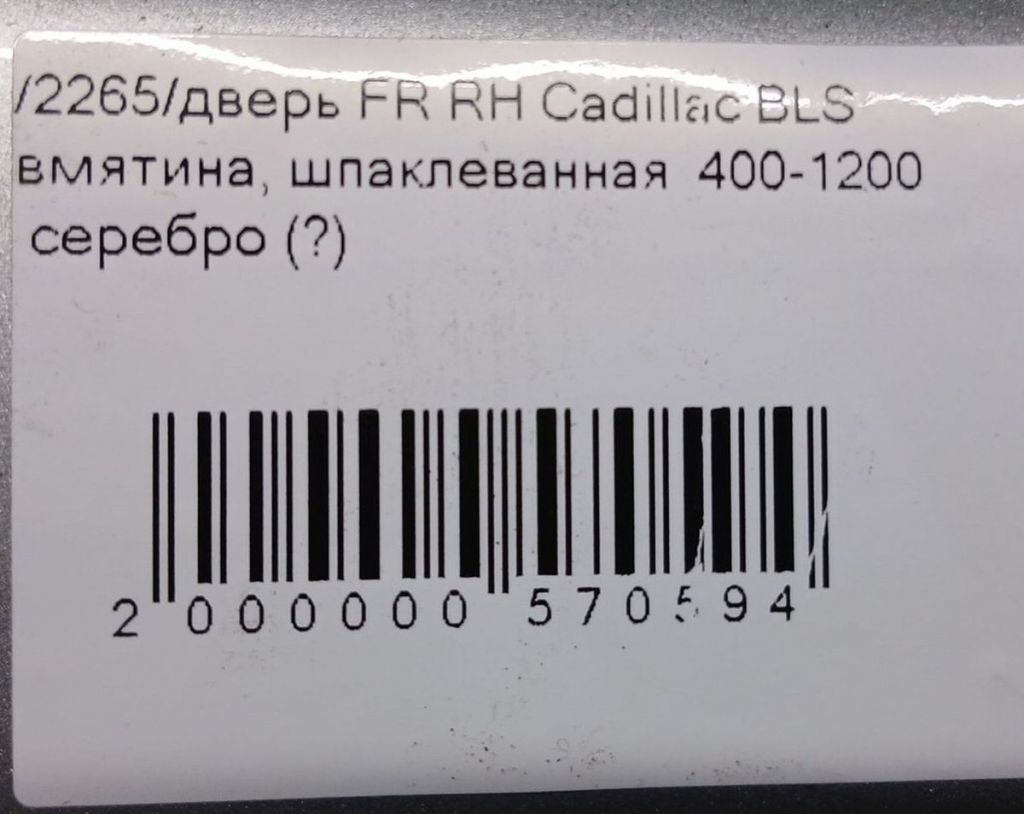 /2265/дверь FR RH Cadillac BLS
вмятина, шпаклеванная 400-1200
серебро (?)
2 000000 570594